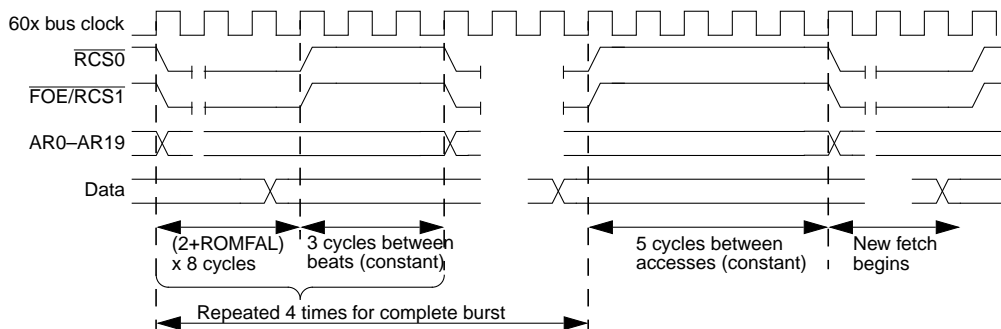 60x bus clock
RCS0
FOE/RCS1
AR0–AR19
Data
(2+ROMFAL)
x 8 cycles
3 cycles between
beats (constant)
5 cycles between
accesses (constant)
New fetch
begins
Repeated 4 times for complete burst